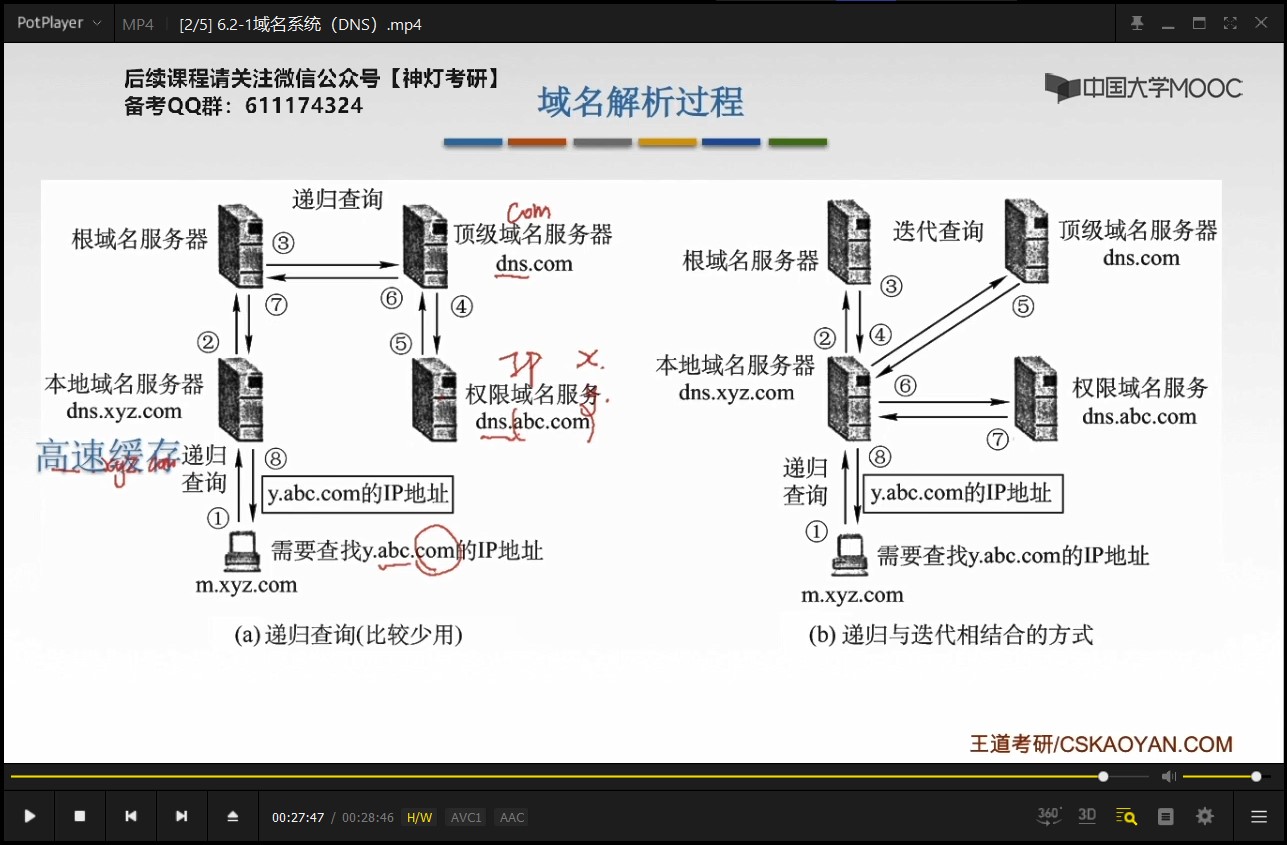 PotPlayer
MP4
[2/5] 6.2-1域名系统（DNS）.mp4
后续课程请关注微信公众号【神灯考研】
备考QQ群：611174324
域名解析过程
中国大学MOOC
递归查询
com
根域名服务器
③
顶级域名服务器
dns.com
⑦
⑥
④
②
⑤
IP
x.
y.
本地域名服务器
dns.xyz.com
权限域名服务
dns.abc.com
高速缓存
xyz.com
递归
查询
⑧
y.abc.com的IP地址
①
需要查找y.abc.com的IP地址
m.xyz.com
(a) 递归查询(比较少用)
迭代查询
根域名服务器
顶级域名服务器
dns.com
③
⑤
②
④
本地域名服务器
dns.xyz.com
⑥
权限域名服务
dns.abc.com
⑦
递归
查询
⑧
y.abc.com的IP地址
①
需要查找y.abc.com的IP地址
m.xyz.com
(b) 递归与迭代相结合的方式
王道考研/CSKAOYAN.COM
00:27:47 / 00:28:46 H/W AVC1 AAC
360° 3D